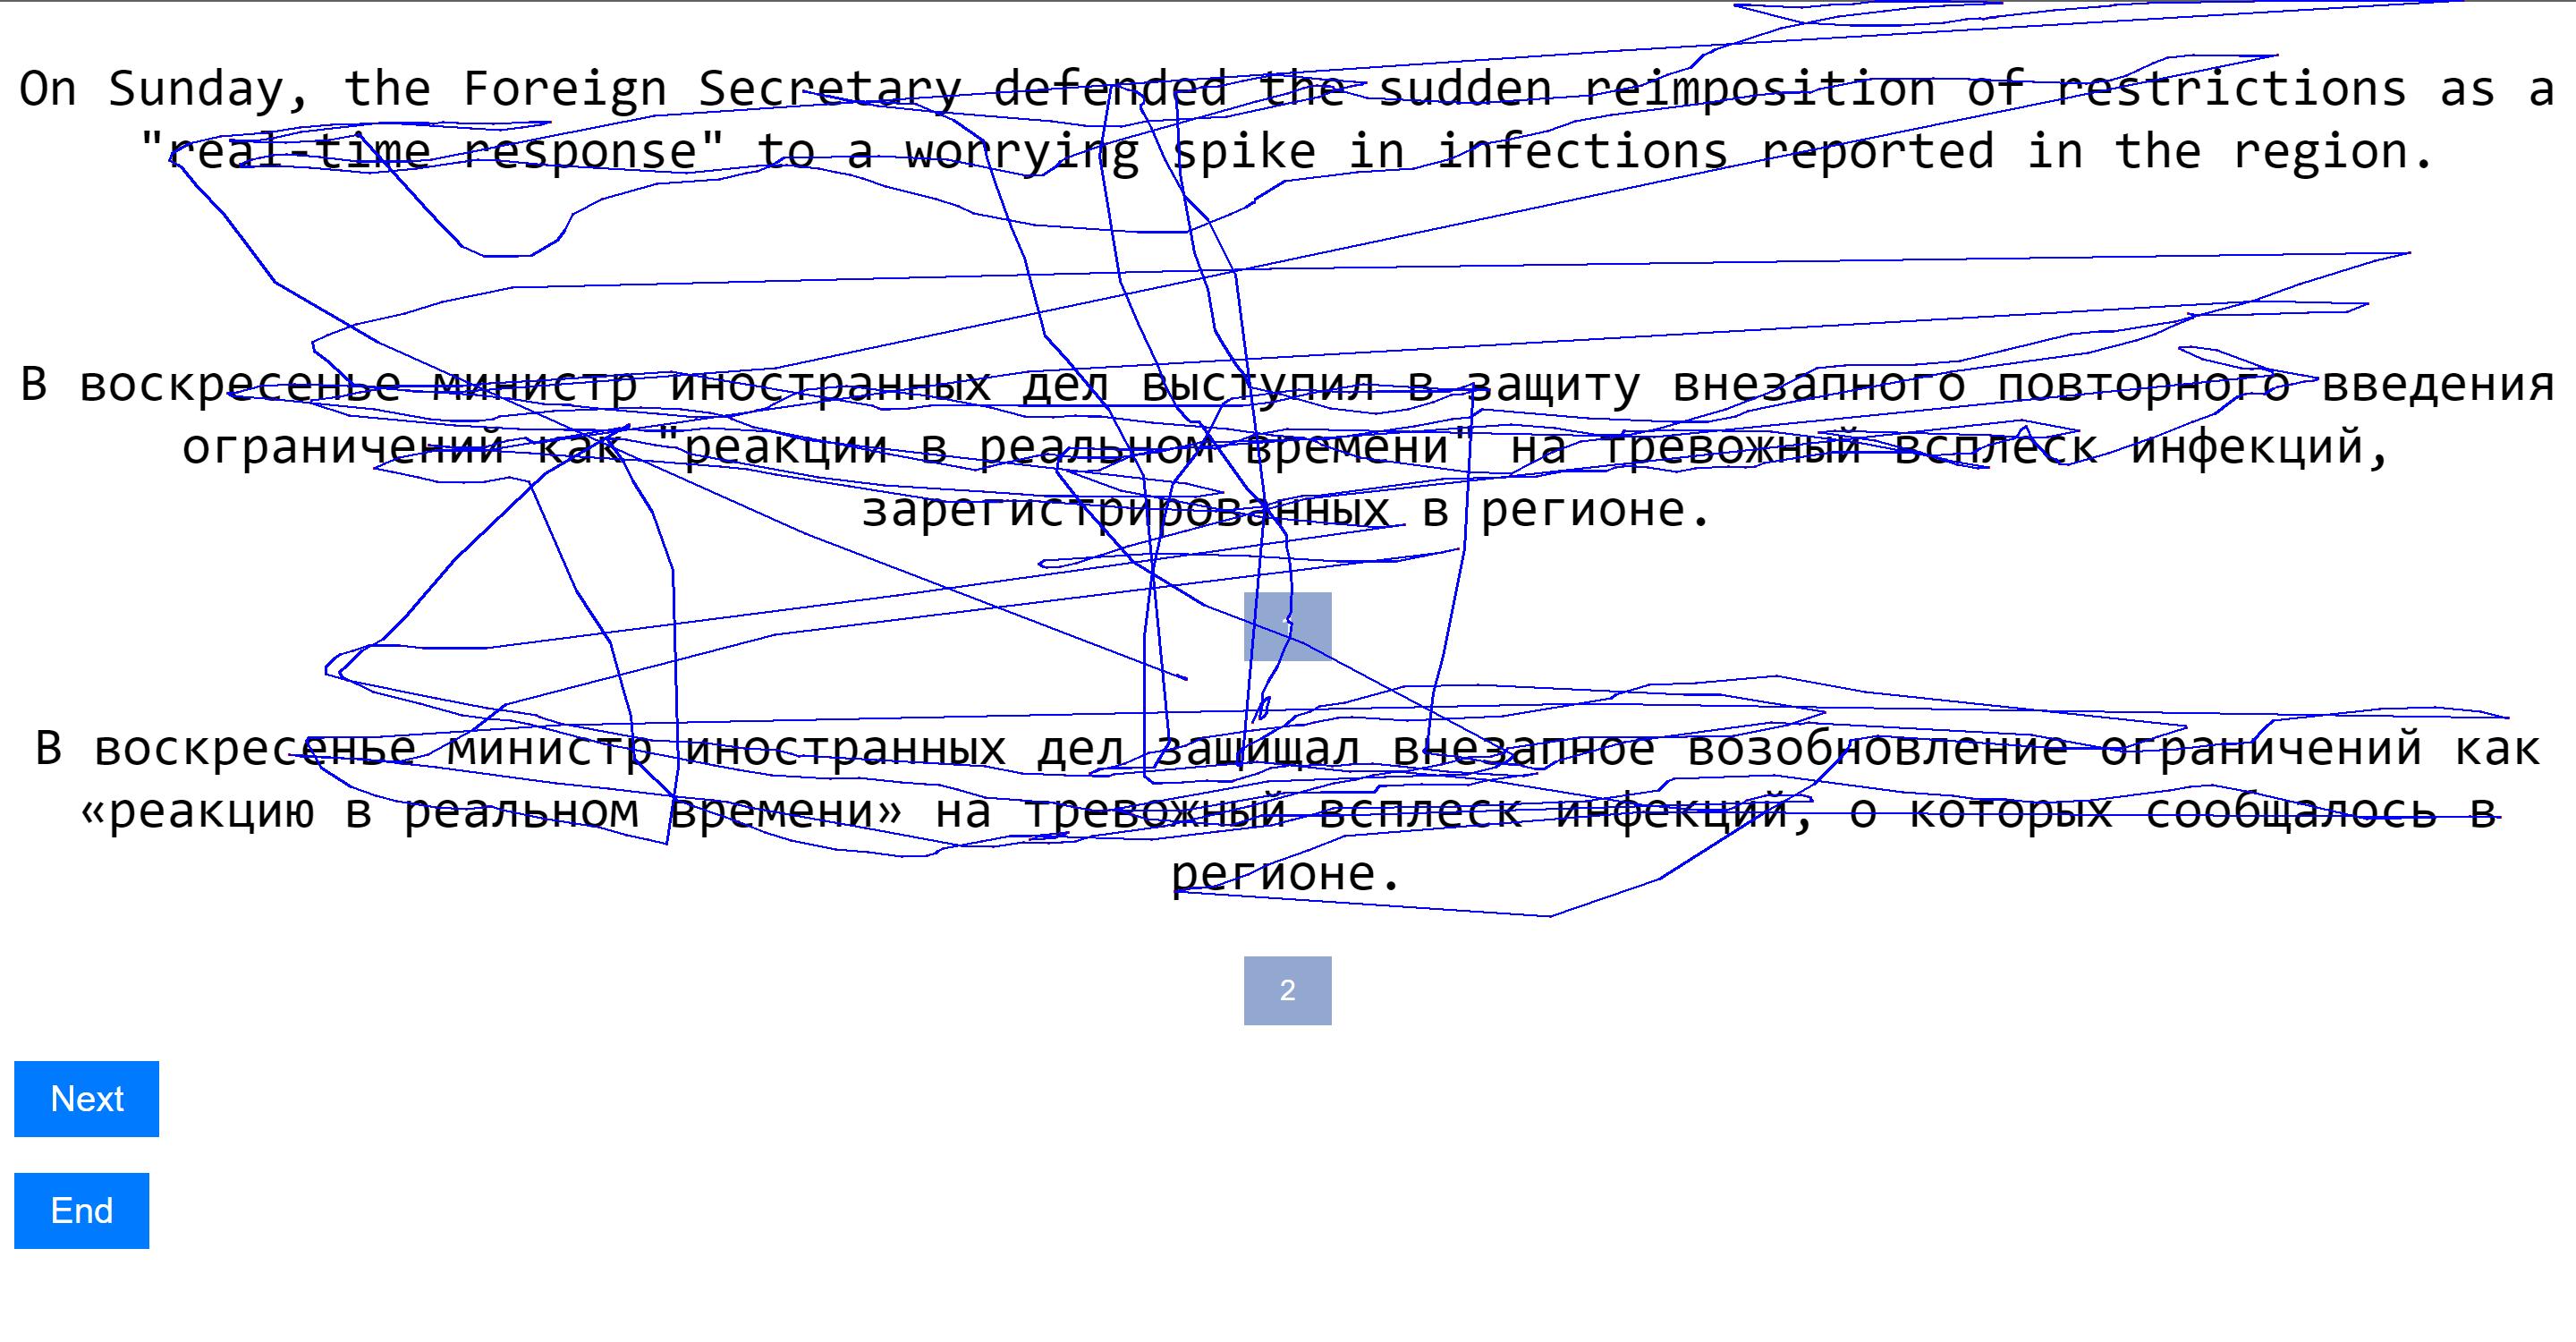 On Sunday, the Foreign Secretary defended the sudden reimposition of restrictions as a
"real-time response" to a worrying spike in infections reported in the region.
В воскресенье министр иностранных дел выступил в защиту внезапного повторного введения
ограничений как "реакции в реальном времени" на тревожный всплеск инфекций,
зарегистрированных в регионе.
В воскресенье министр иностранных дел защищал внезапное возобновление ограничений как
«реакцию в реальном времени» на тревожный всплеск инфекций, о которых сообщалось в
регионе.
2
Next
End